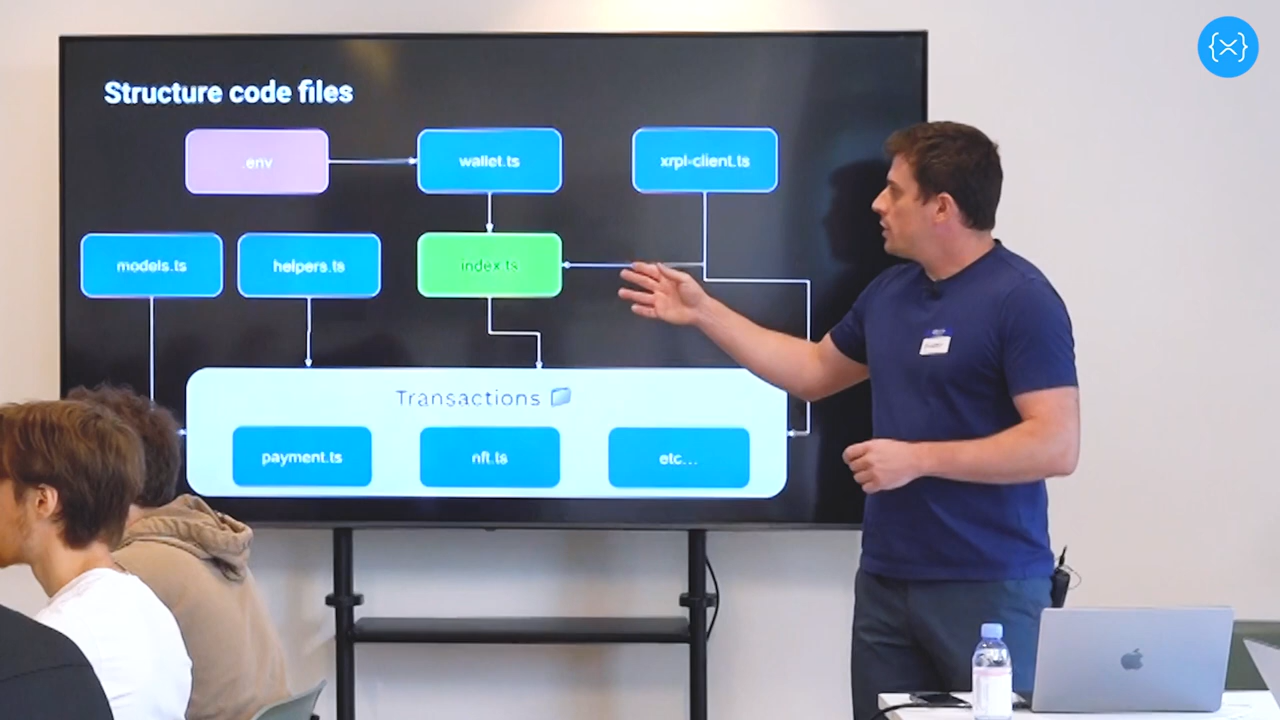 Structure code files
.env
wallet.ts
xrpl-client.ts
models.ts
helpers.ts
index.ts
Transactions
payment.ts
nft.ts
etc...
{X}